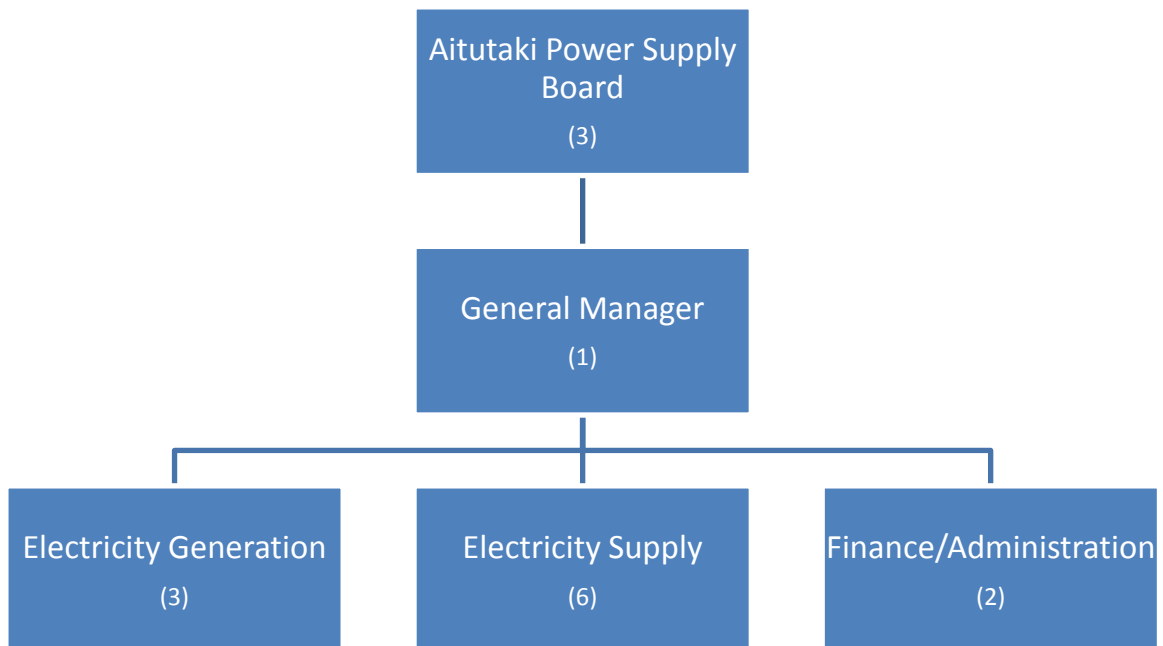 Aitutaki Power Supply
Board
(3)
General Manager
(1)
Electricity Generation
(3)
Electricity Supply
(6)
Finance/Administration
(2)